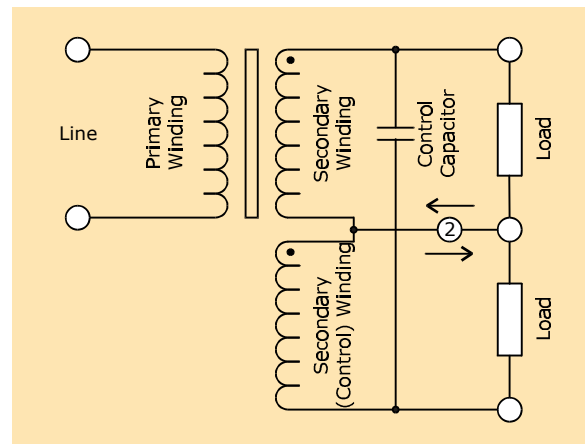 Line
Primary
Winding
Secondary
Winding
Control
Capacitor
Load
2
Secondary
(Control) Winding
Load